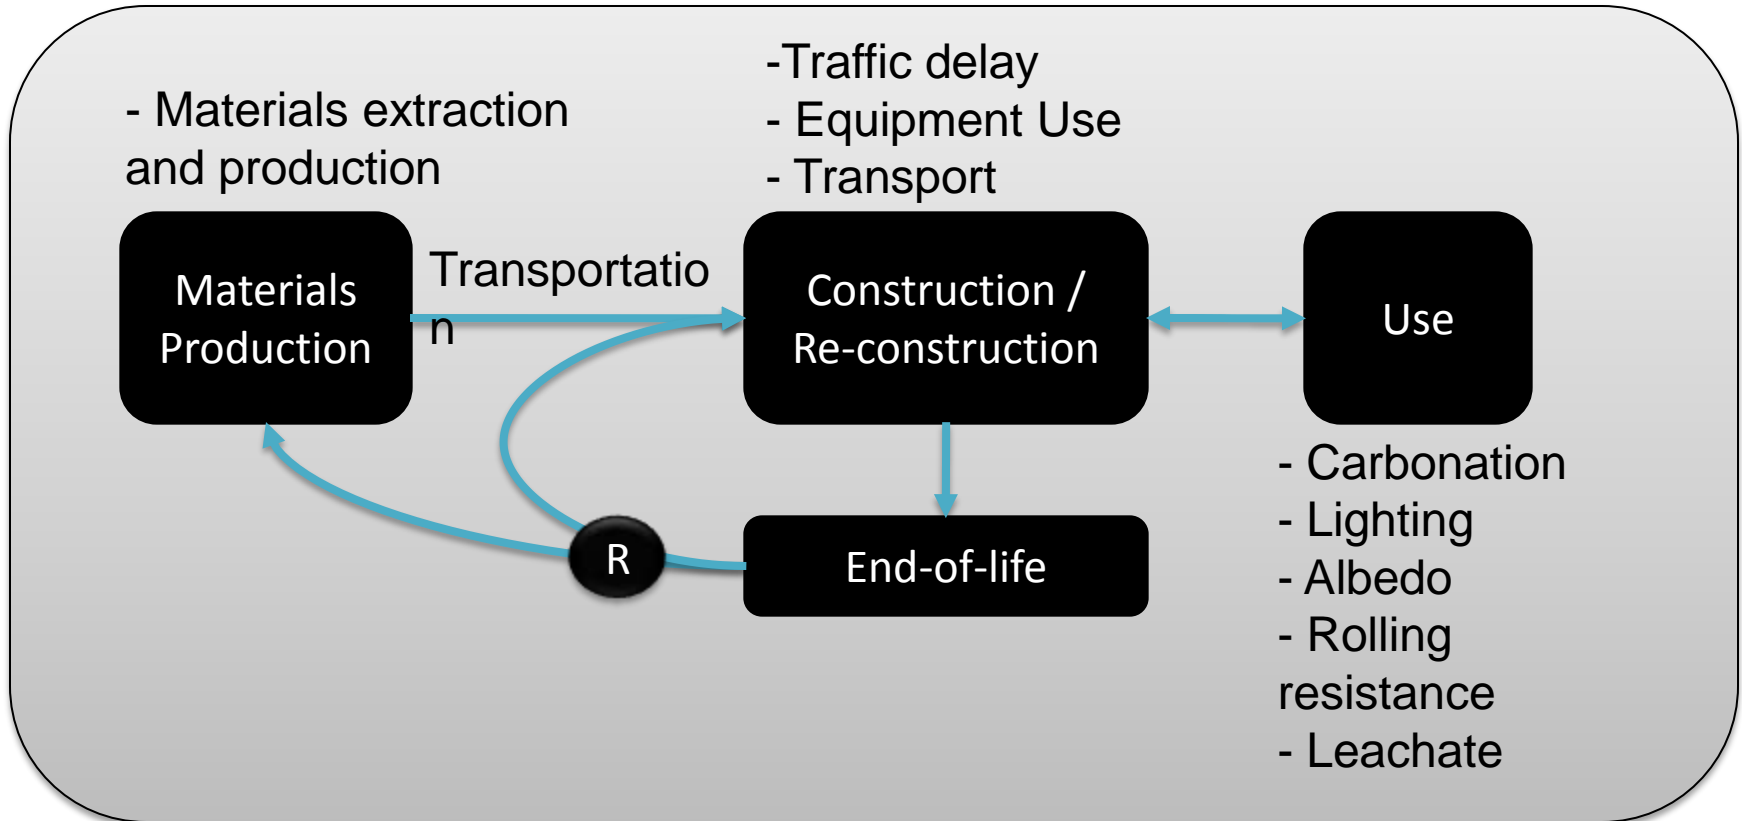 - Materials extraction
and production
-Traffic delay
- Equipment Use
- Transport
Materials
Production
Transportatio
n
Construction /
Re-construction
Use
R
End-of-life
- Carbonation
- Lighting
- Albedo
- Rolling
resistance
- Leachate